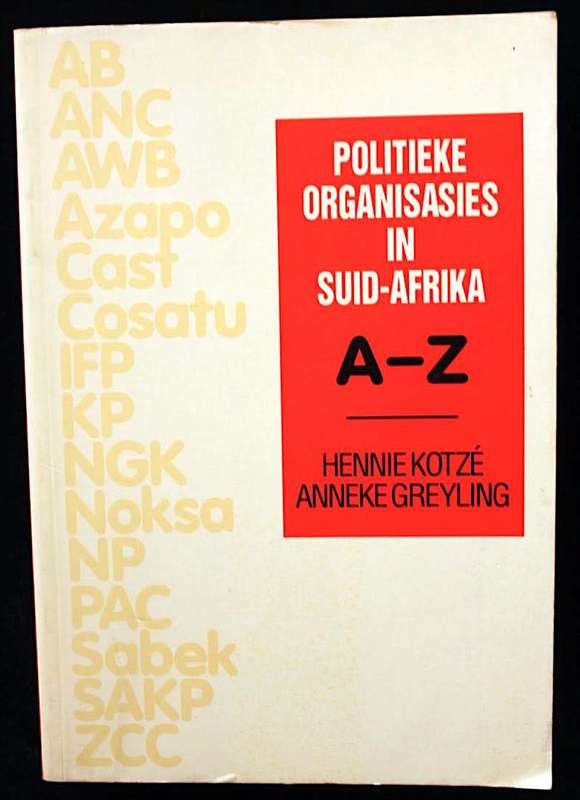 AB
ANC
AWB
Azapo
Cast
Cosatu
IFP
KP
NGK
Noksa
NP
PAC
Sabek
SAKP
ZCC
POLITIEKE
ORGANISASIES
IN
SUID-AFRIKA
A–Z
HENNIE KOTZÉ
ANNEKE GREYLING